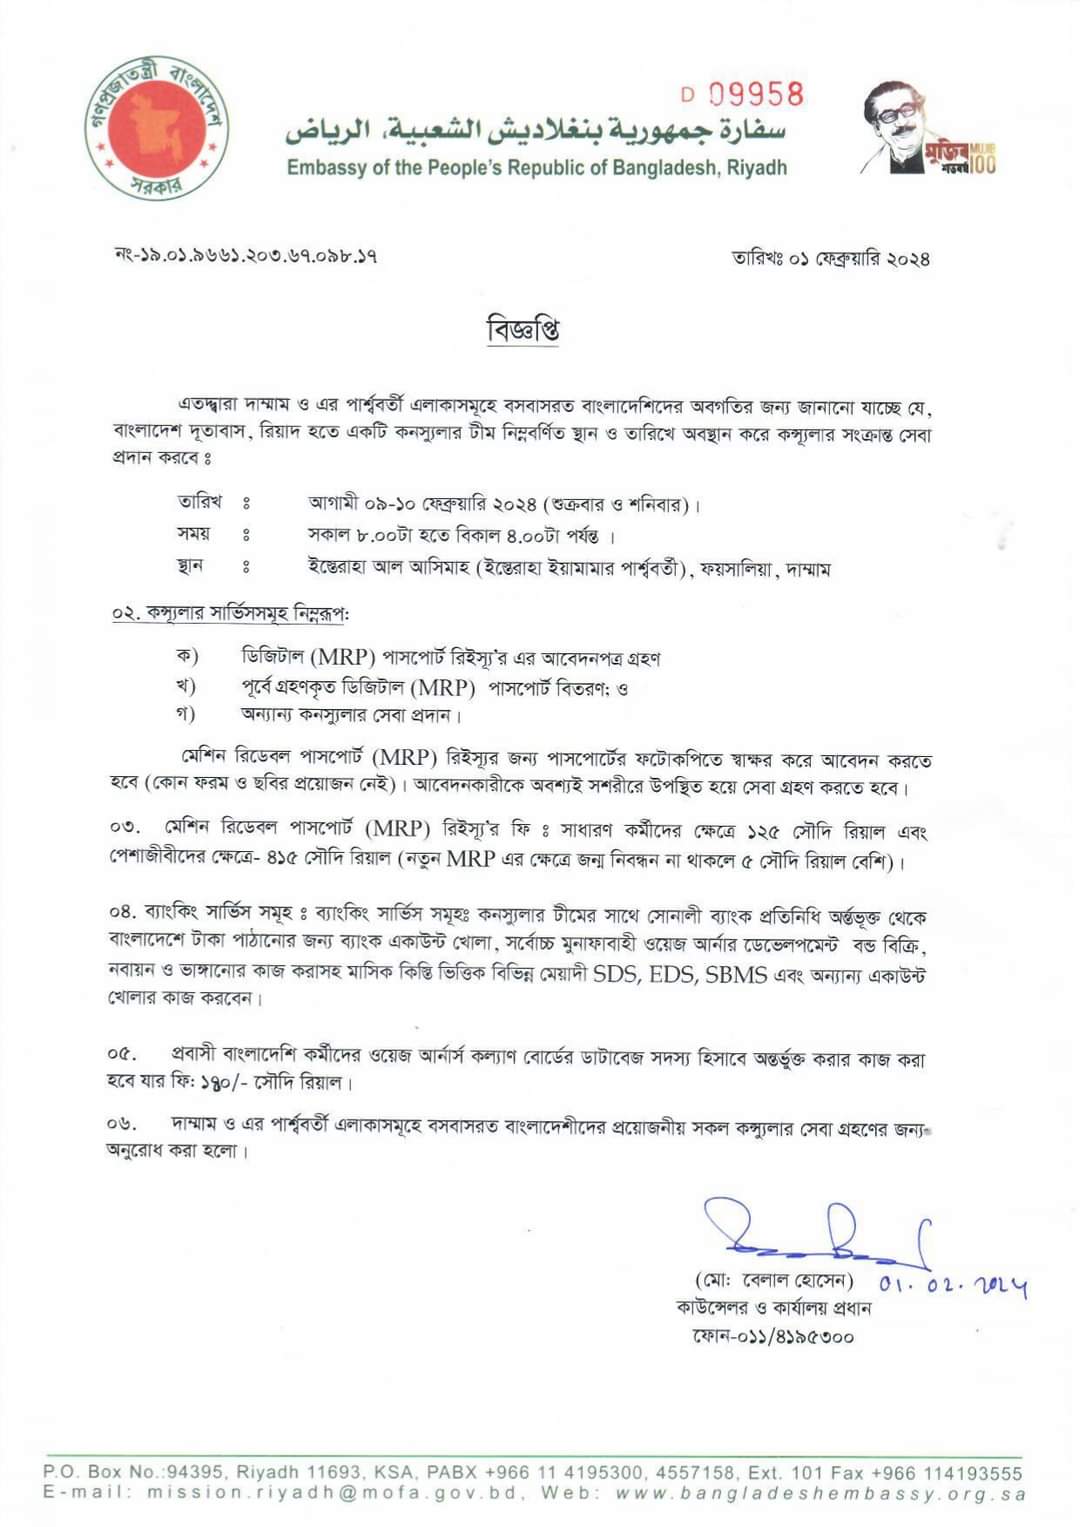 গণপ্রজাতন্ত্রী বাংলাদেশ
সরকার
D 09958
سفارة جمهورية بنغلاديش الشعبية، الرياض
Embassy of the People's Republic of Bangladesh, Riyadh
মুজিব শতবর্ষ MUJIB 100
নং-১৯.০১.৯৬৬১.২০৩.৬৭.০৯৮.১৭
তারিখঃ ০১ ফেব্রুয়ারি ২০২৪
বিজ্ঞপ্তি
এতদ্দ্বারা দাম্মাম ও এর পার্শ্ববর্তী এলাকাসমূহে বসবাসরত বাংলাদেশিদের অবগতির জন্য জানানো যাচ্ছে যে,
বাংলাদেশ দূতাবাস, রিয়াদ হতে একটি কনস্যুলার টীম নিম্নবর্ণিত স্থান ও তারিখে অবস্থান করে কন্স্যুলার সংক্রান্ত সেবা
প্রদান করবে ঃ
তারিখ ঃ আগামী ০৯-১০ ফেব্রুয়ারি ২০২৪ (শুক্রবার ও শনিবার)।
সময় ঃ সকাল ৮.০০টা হতে বিকাল ৪.০০টা পর্যন্ত ।
স্থান ঃ ইস্তেরাহা আল আসিমাহ (ইস্তেরাহা ইয়ামামার পার্শ্ববর্তী), ফয়সালিয়া, দাম্মাম
০২. কন্স্যুলার সার্ভিসসমূহ নিম্নরূপ:
ক) ডিজিটাল (MRP) পাসপোর্ট রিইস্যূ'র এর আবেদনপত্র গ্রহণ
খ) পূর্বে গ্রহণকৃত ডিজিটাল (MRP) পাসপোর্ট বিতরণ; ও
গ) অন্যান্য কনস্যুলার সেবা প্রদান।
মেশিন রিডেবল পাসপোর্ট (MRP) রিইস্যূর জন্য পাসপোর্টের ফটোকপিতে স্বাক্ষর করে আবেদন করতে
হবে (কোন ফরম ও ছবির প্রয়োজন নেই)। আবেদনকারীকে অবশ্যই সশরীরে উপস্থিত হয়ে সেবা গ্রহণ করতে হবে।
০৩. মেশিন রিডেবল পাসপোর্ট (MRP) রিইস্যূ'র ফি ঃ সাধারণ কর্মীদের ক্ষেত্রে ১২৫ সৌদি রিয়াল এবং
পেশাজীবীদের ক্ষেত্রে- ৪১৫ সৌদি রিয়াল (নতুন MRP এর ক্ষেত্রে জন্ম নিবন্ধন না থাকলে ৫ সৌদি রিয়াল বেশি)।
০৪. ব্যাংকিং সার্ভিস সমূহ ঃ ব্যাংকিং সার্ভিস সমূহঃ কনস্যুলার টীমের সাথে সোনালী ব্যাংক প্রতিনিধি অর্ন্তভূক্ত থেকে
বাংলাদেশে টাকা পাঠানোর জন্য ব্যাংক একাউন্ট খোলা, সর্বোচ্চ মুনাফাবাহী ওয়েজ আর্নার ডেভেলপমেন্ট বন্ড বিক্রি,
নবায়ন ও ভাঙ্গানোর কাজ করাসহ মাসিক কিস্তি ভিত্তিক বিভিন্ন মেয়াদী SDS, EDS, SBMS এবং অন্যান্য একাউন্ট
খোলার কাজ করবেন।
০৫. প্রবাসী বাংলাদেশি কর্মীদের ওয়েজ আর্নার্স কল্যাণ বোর্ডের ডাটাবেজ সদস্য হিসাবে অন্তর্ভুক্ত করার কাজ করা
হবে যার ফি: /- সৌদি রিয়াল।
০৬. দাম্মাম ও এর পার্শ্ববর্তী এলাকাসমূহে বসবাসরত বাংলাদেশীদের প্রয়োজনীয় সকল কন্স্যুলার সেবা গ্রহণের জন্য
অনুরোধ করা হলো।
(মো: বেলাল হোসেন) 01.02.2024
কাউন্সেলর ও কার্যালয় প্রধান
ফোন-০১১/৪১৯৫৩০০
P.O. Box No.:94395, Riyadh 11693, KSA, PABX +966 11 4195300, 4557158, Ext. 101 Fax +966 114193555
E-mail: mission.riyadh@mofa.gov.bd, Web: www.bangladeshembassy.org.sa